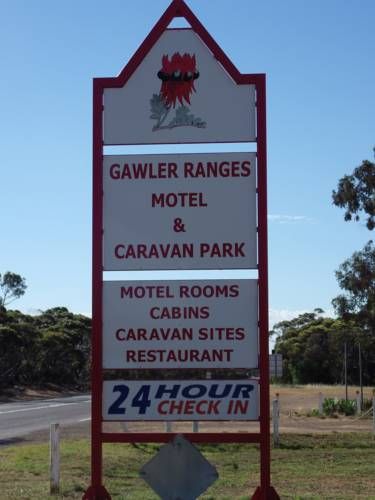 GAWLER RANGES
MOTEL
&
CARAVAN PARK
MOTEL ROOMS
CABINS
CARAVAN SITES
RESTAURANT
24 HOUR
CHECK IN